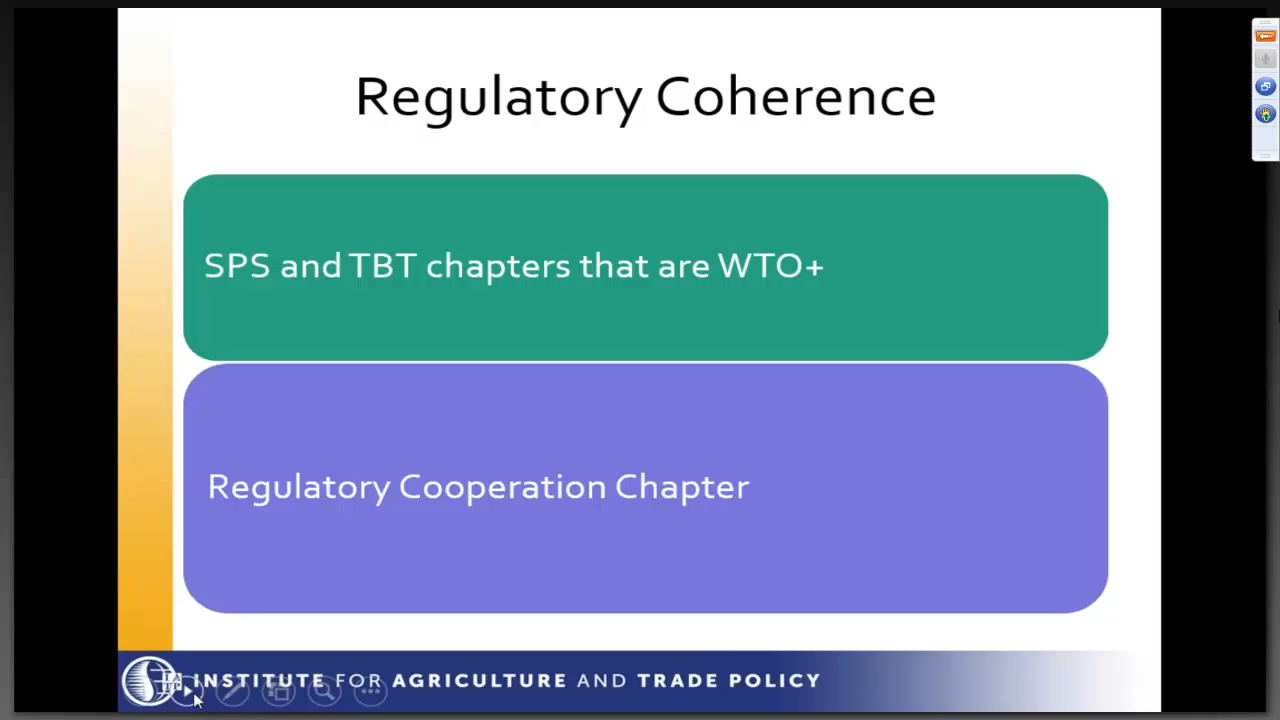 Regulatory Coherence
SPS and TBT chapters that are WTO+
Regulatory Cooperation Chapter
INSTITUTE FOR AGRICULTURE AND TRADE POLICY